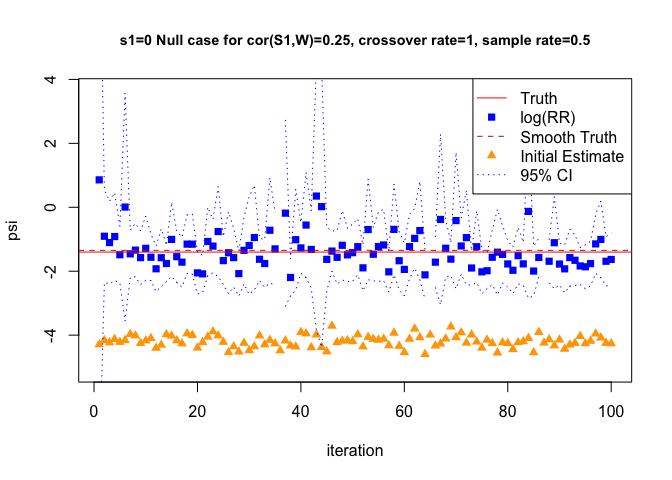 s1=0 Null case for cor(S1,W)=0.25, crossover rate=1, sample rate=0.5
4
2
0
-2
-4
psi
Truth
log(RR)
Smooth Truth
Initial Estimate
95% CI
0 20 40 60 80 100
iteration